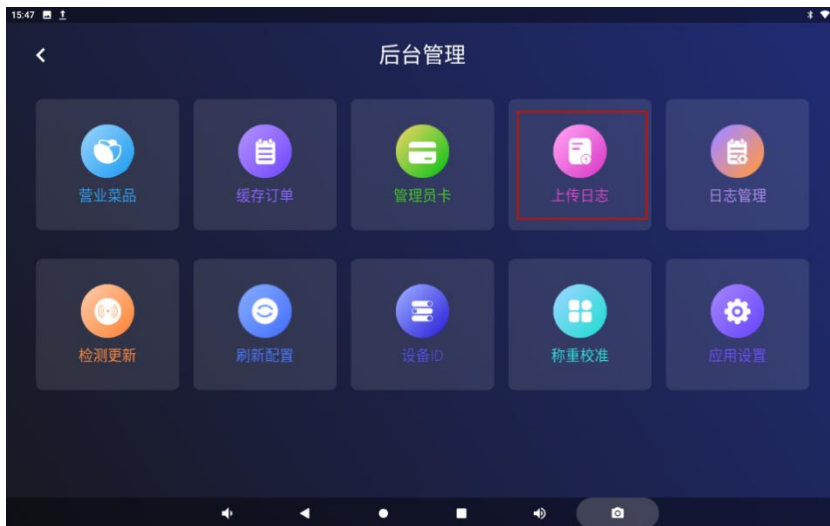 15:47
后台管理
营业菜品
缓存订单
管理员卡
上传日志
日志管理
检测更新
刷新配置
设备ID
称重校准
应用设置